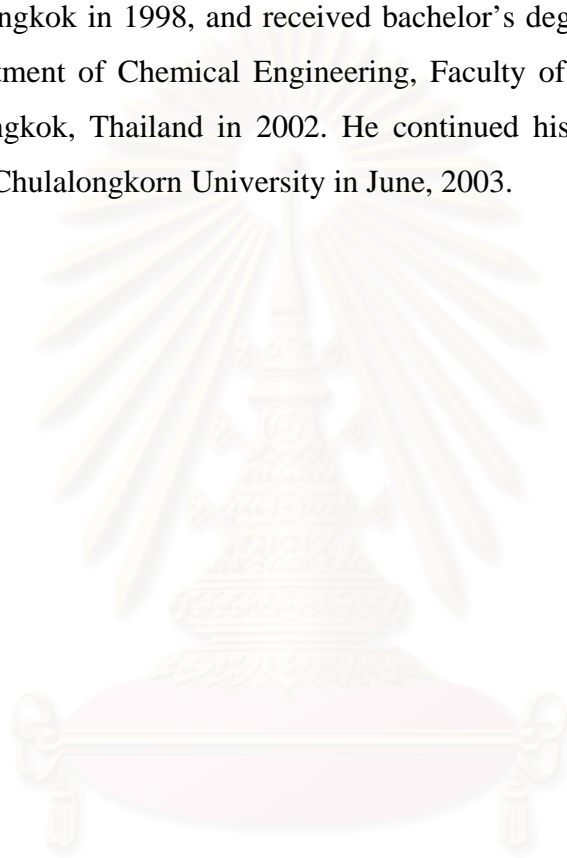 ngkok in 1998, and received bachelor’s deg
tment of Chemical Engineering, Faculty of
ngkok, Thailand in 2002. He continued his
Chulalongkorn University in June, 2003.